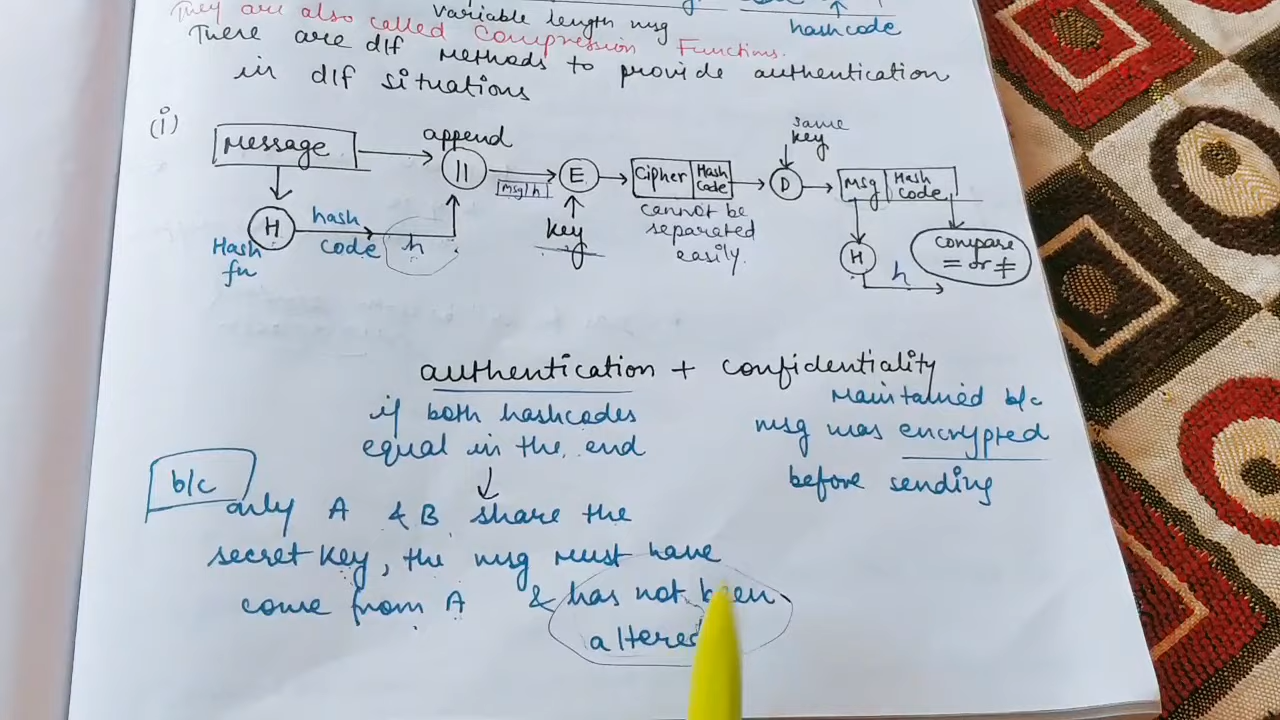 variable length msg
hashcode
They are also called Compression Functions.
There are dif methods to provide authentication
in dif situations
(i)
Message
append
||
msg|h
E
key
Cipher
Hash Code
cannot be separated easily.
same key
D
Msg
Hash Code
H
hash code
h
Hash fn
H
h
compare
= or ≠
authentication + confidentiality
if both hashcodes
equal in the end
Maintained b/c
msg was encrypted
before sending
b/c
only A & B share the
secret key, the msg must have
come from A & has not been
altered